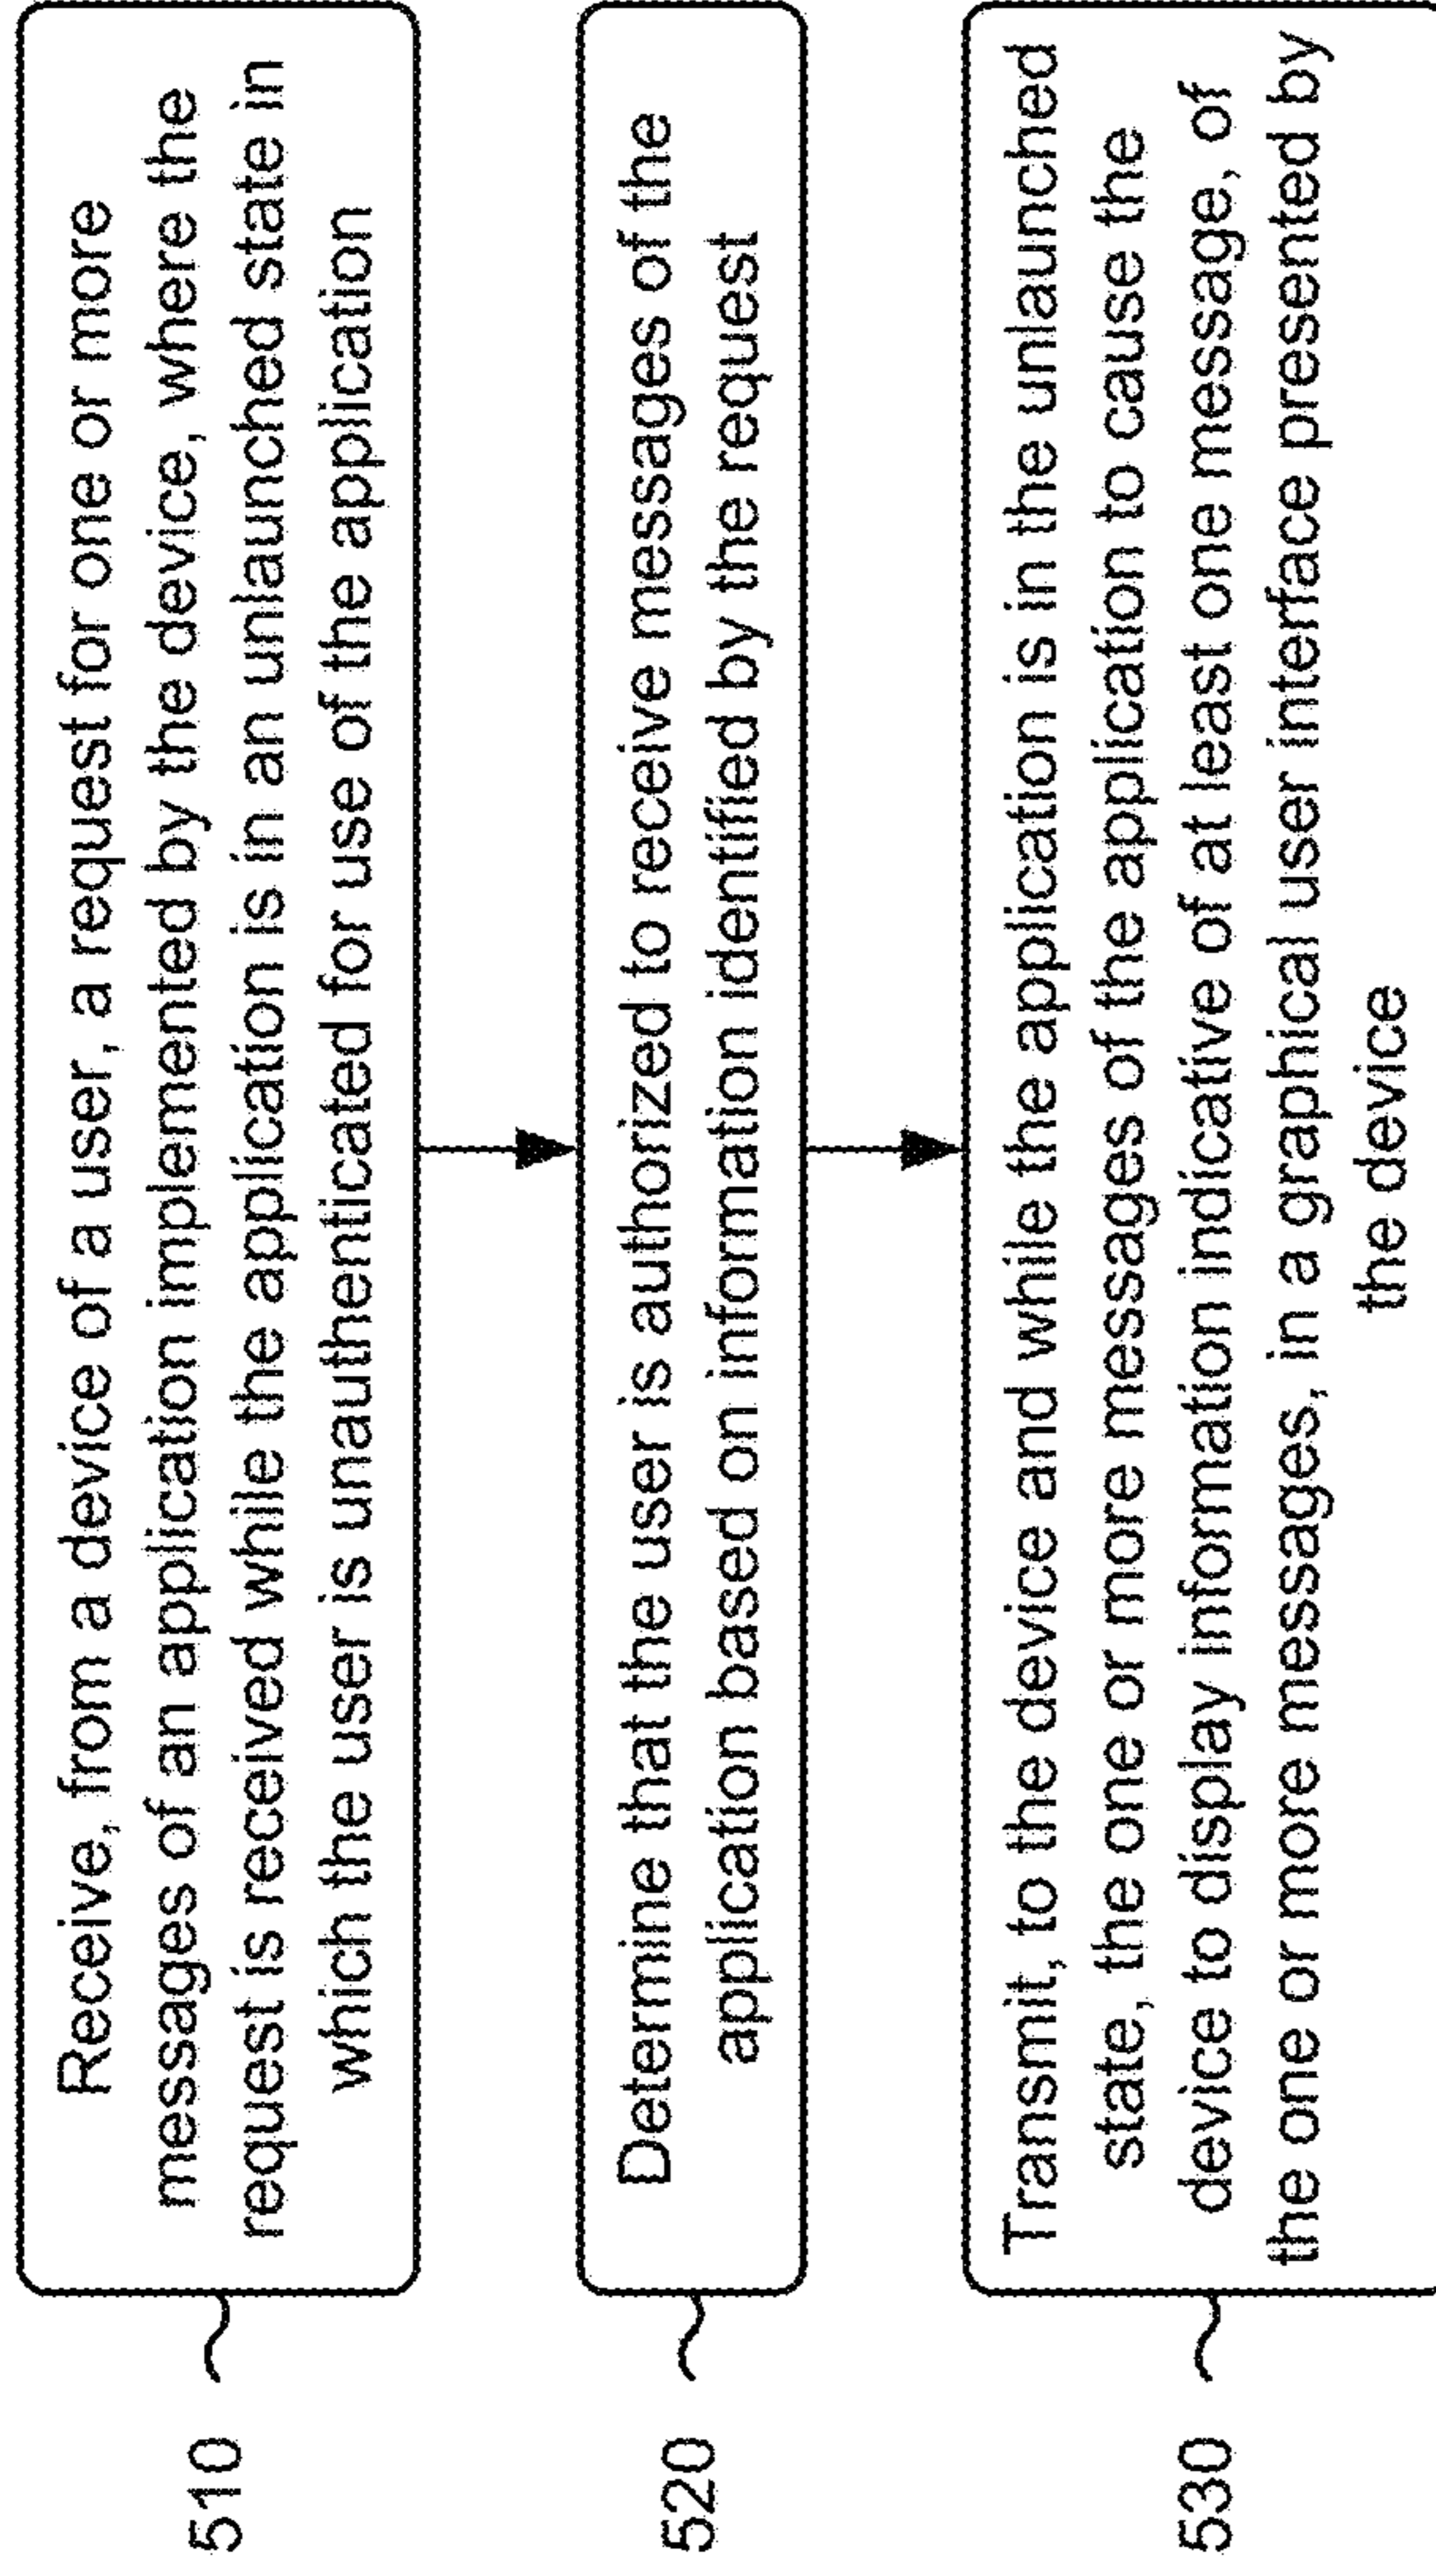 510
Receive, from a device of a user, a request for one or more
messages of an application implemented by the device, where the
request is received while the application is in an unlaunched state in
which the user is unauthenticated for use of the application
520
Determine that the user is authorized to receive messages of the
application based on information identified by the request
530
Transmit, to the device and while the application is in the unlaunched
state, the one or more messages of the application to cause the
device to display information indicative of at least one message, of
the one or more messages, in a graphical user interface presented by
the device